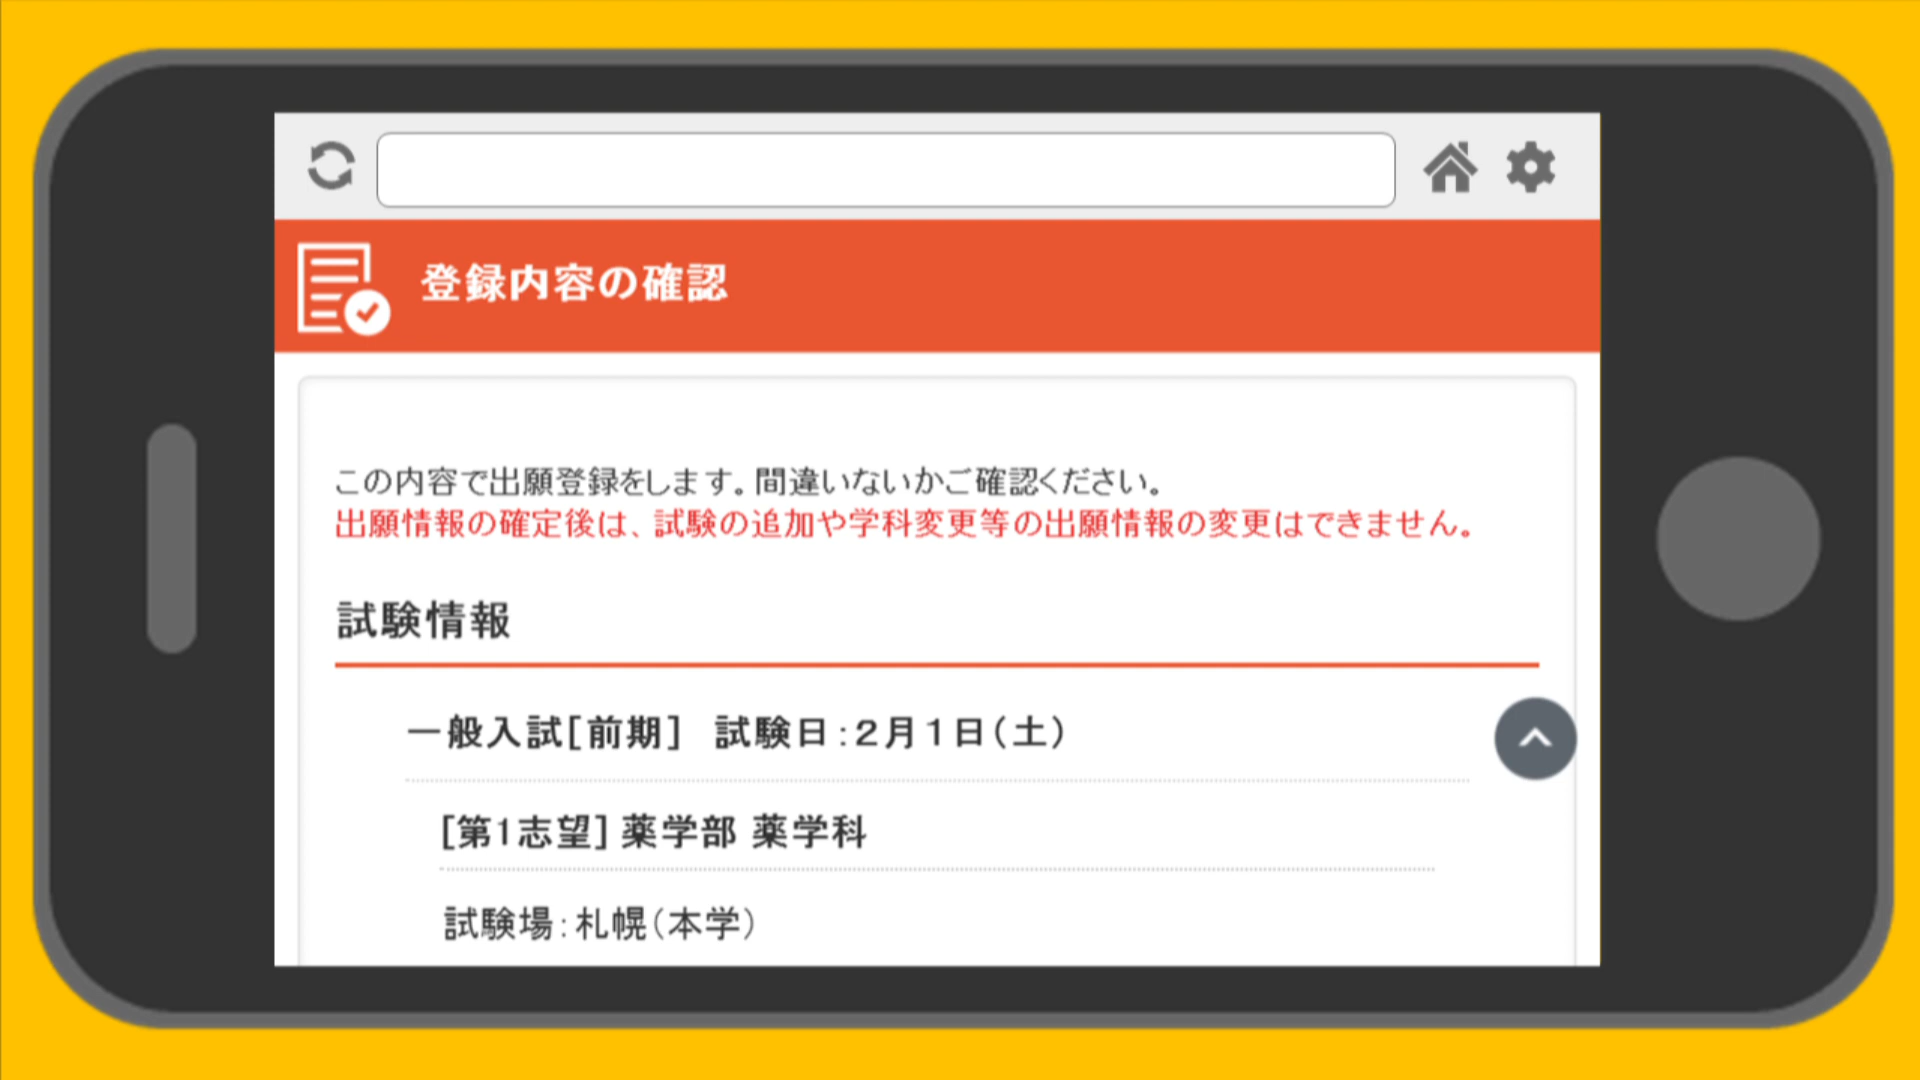 登録内容の確認
この内容で出願登録をします。間違いないかご確認ください。
出願情報の確定後は、試験の追加や学科変更等の出願情報の変更はできません。
試験情報
一般入試[前期] 試験日:2月1日(土)
[第1志望] 薬学部 薬学科
試験場:札幌(本学)